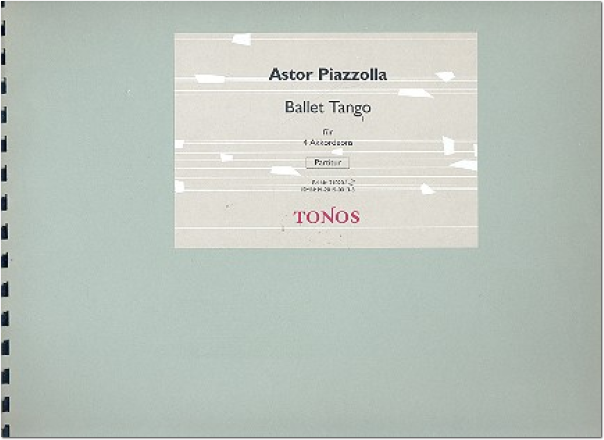 Astor Piazzolla
Ballet Tango
für
4 Akkordeons
Partitur
TONOS